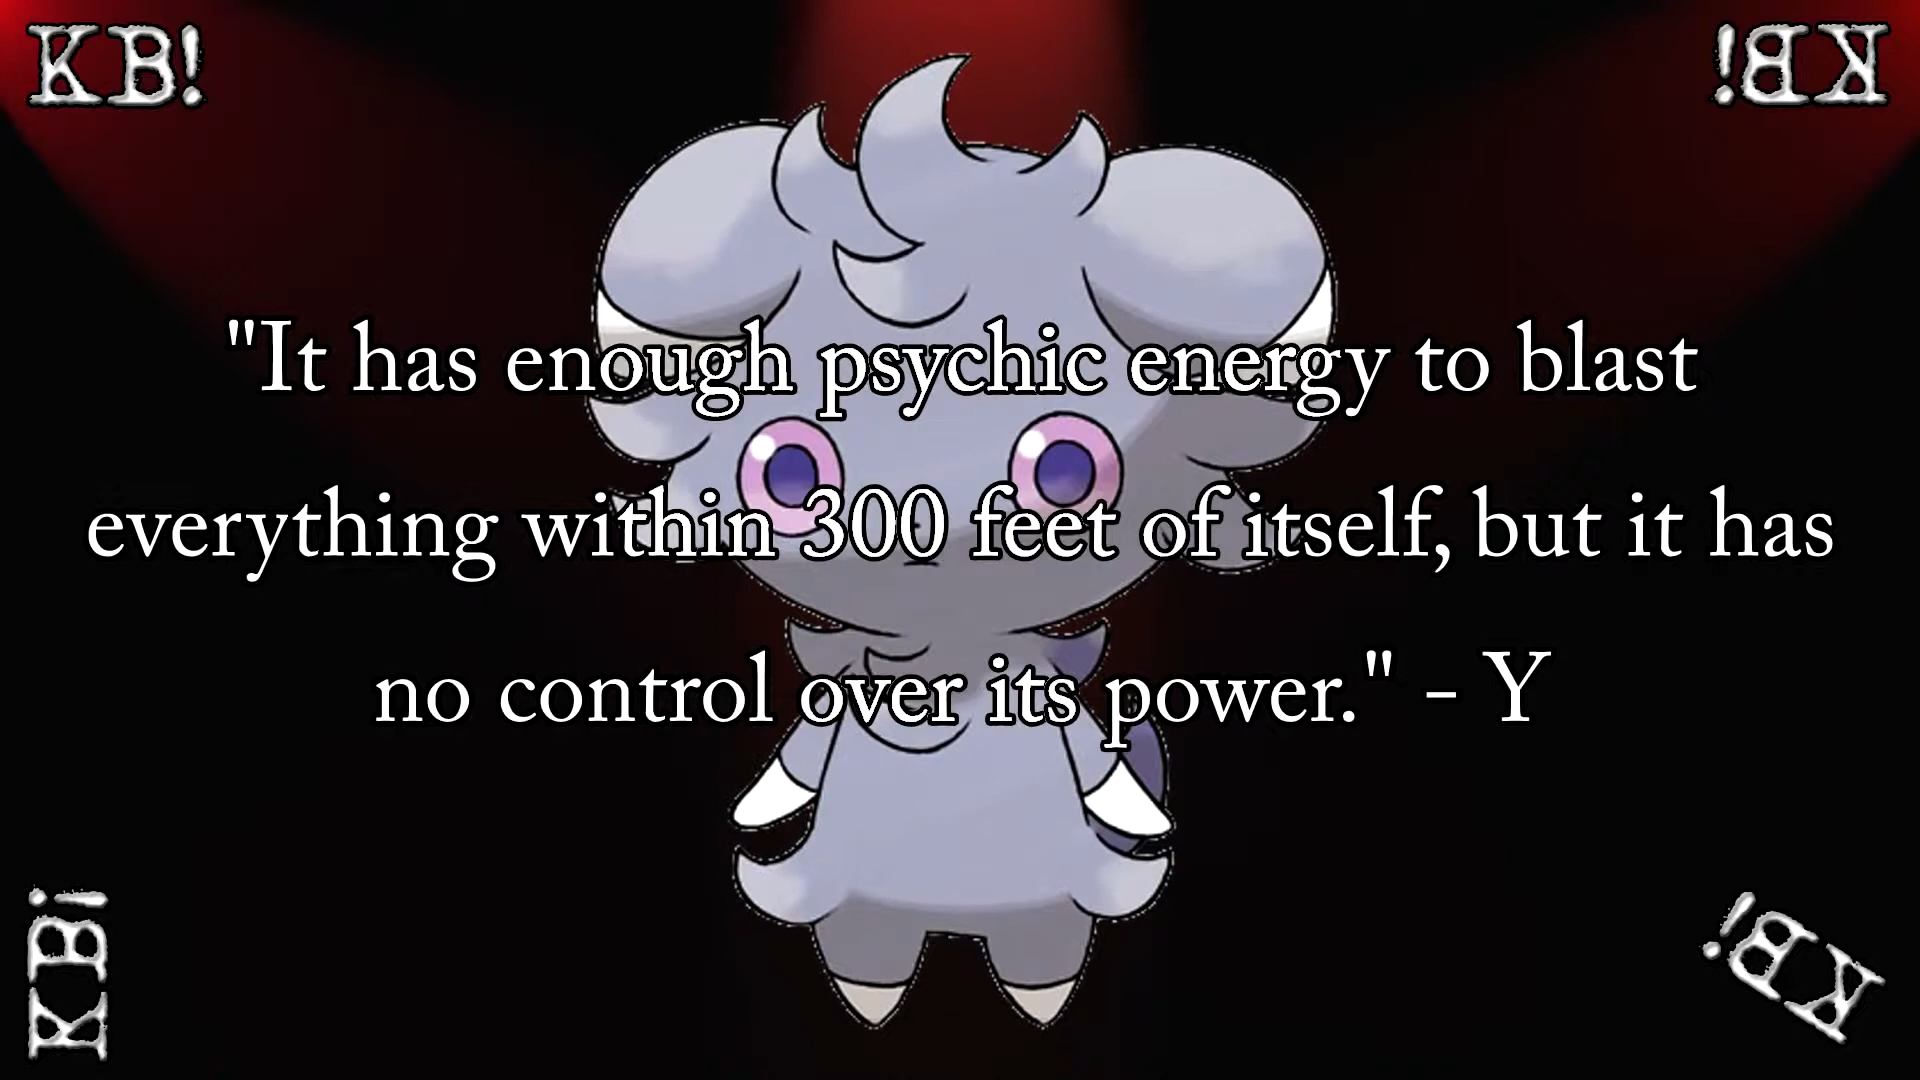 KB!
KB!
"It has enough psychic energy to blast
everything within 300 feet of itself, but it has
no control over its power." - Y
KB!
KB!